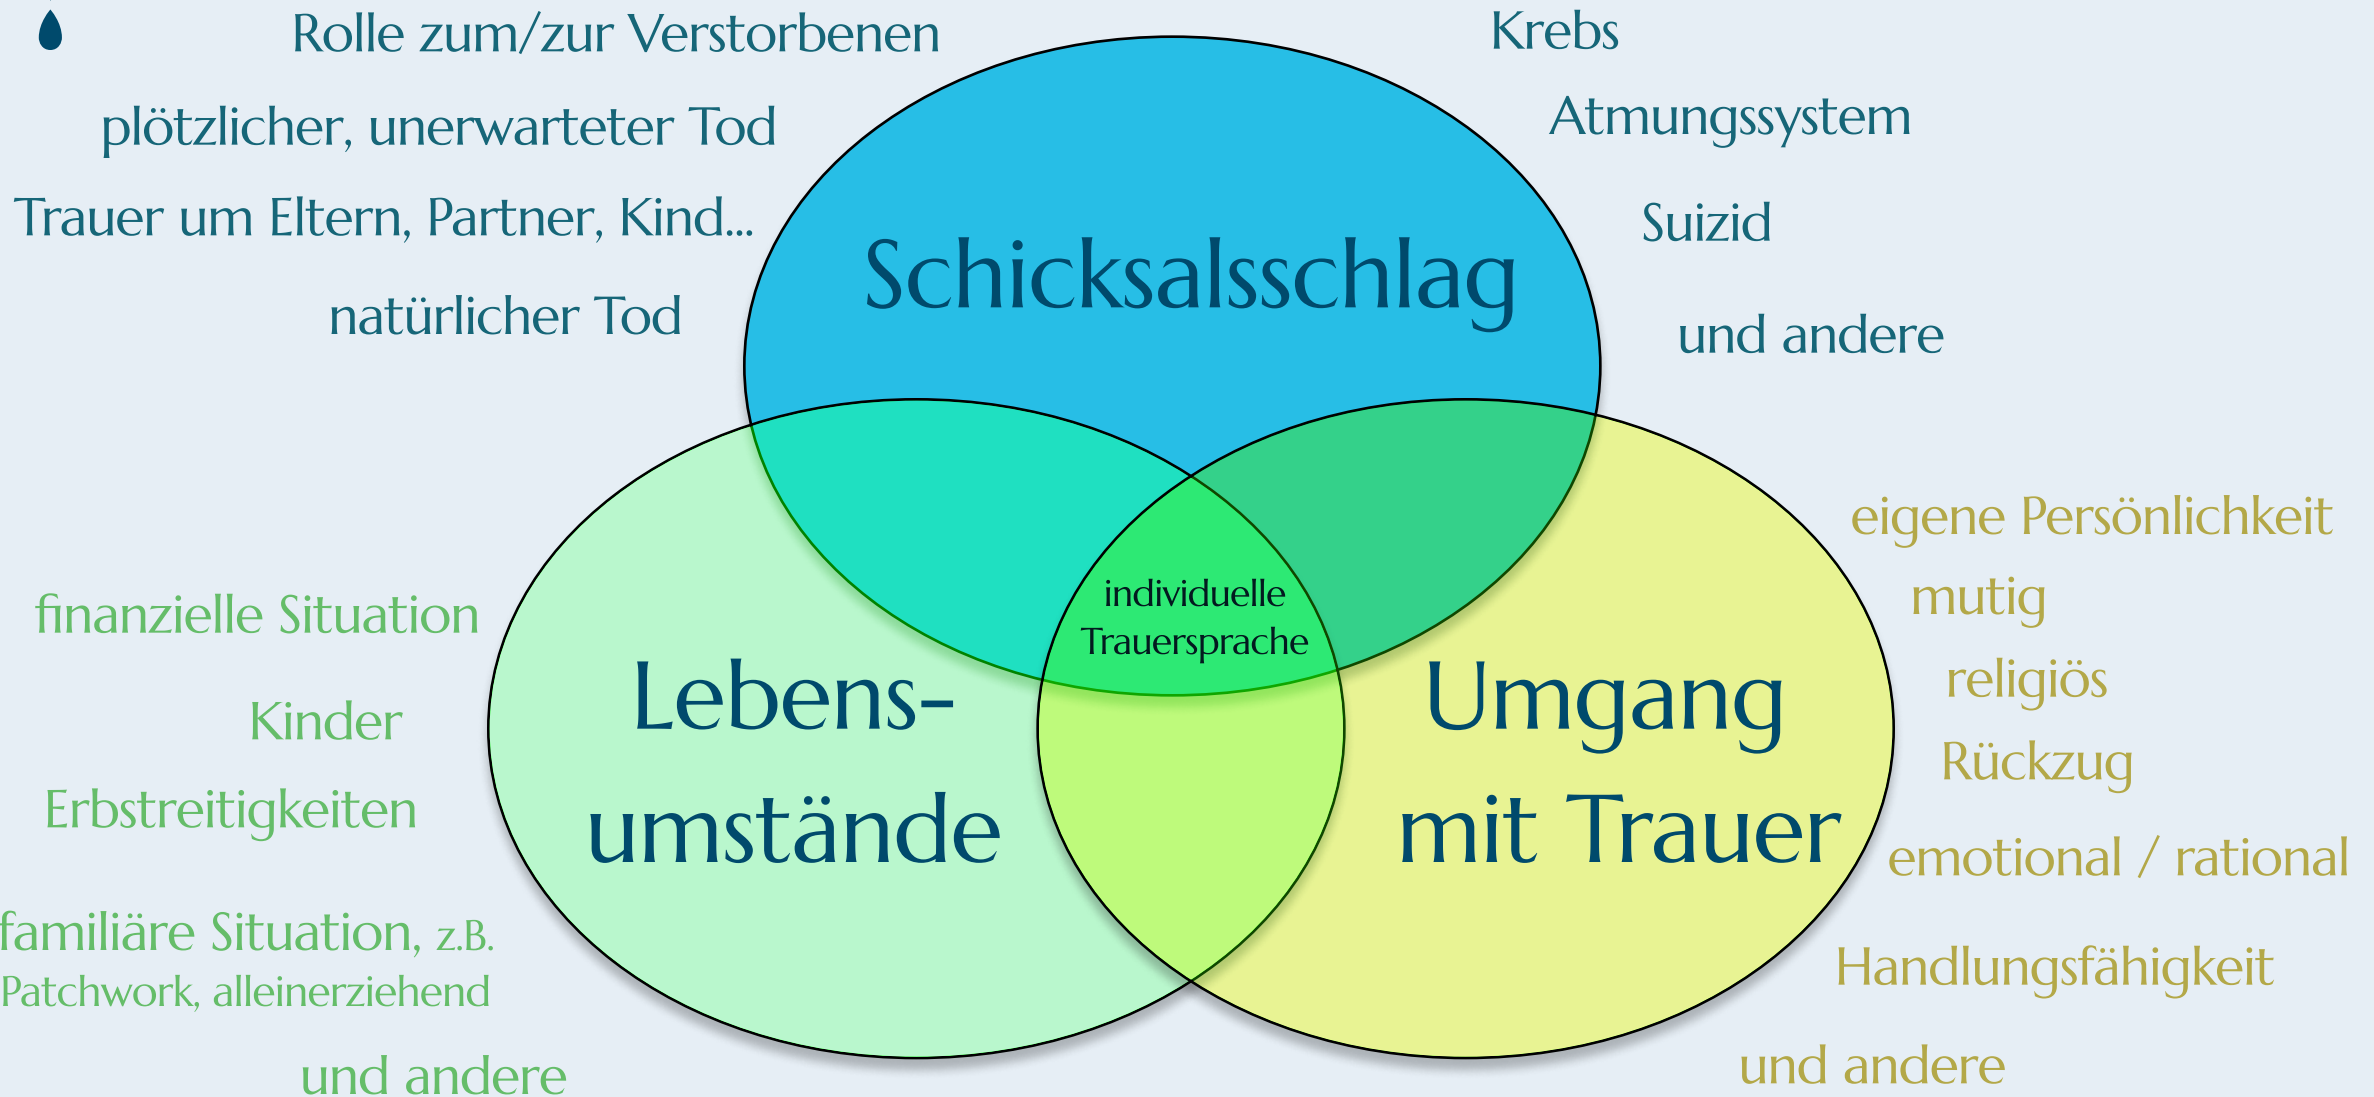 Rolle zum/zur Verstorbenen
plötzlicher, unerwarteter Tod
Trauer um Eltern, Partner, Kind...
natürlicher Tod
Krebs
Atmungssystem
Suizid
und andere
Schicksalsschlag
individuelle
Trauersprache
Lebens-
umstände
Umgang
mit Trauer
finanzielle Situation
Kinder
Erbstreitigkeiten
familiäre Situation, z.B.
Patchwork, alleinerziehend
und andere
eigene Persönlichkeit
mutig
religiös
Rückzug
emotional / rational
Handlungsfähigkeit
und andere